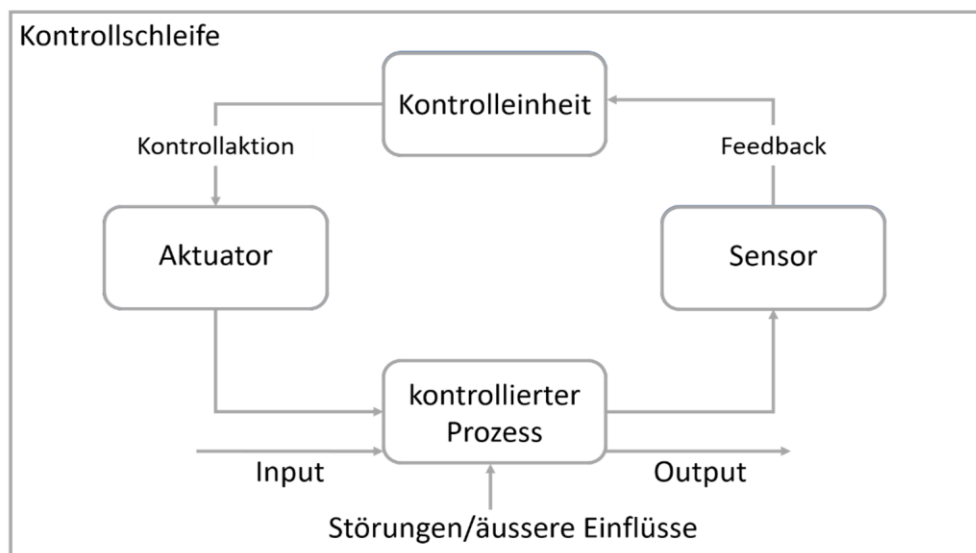 Kontrollschleife
Kontrolleinheit
Kontrollaktion
Feedback
Aktuator
Sensor
kontrollierter
Prozess
Input
Output
Störungen/äussere Einflüsse